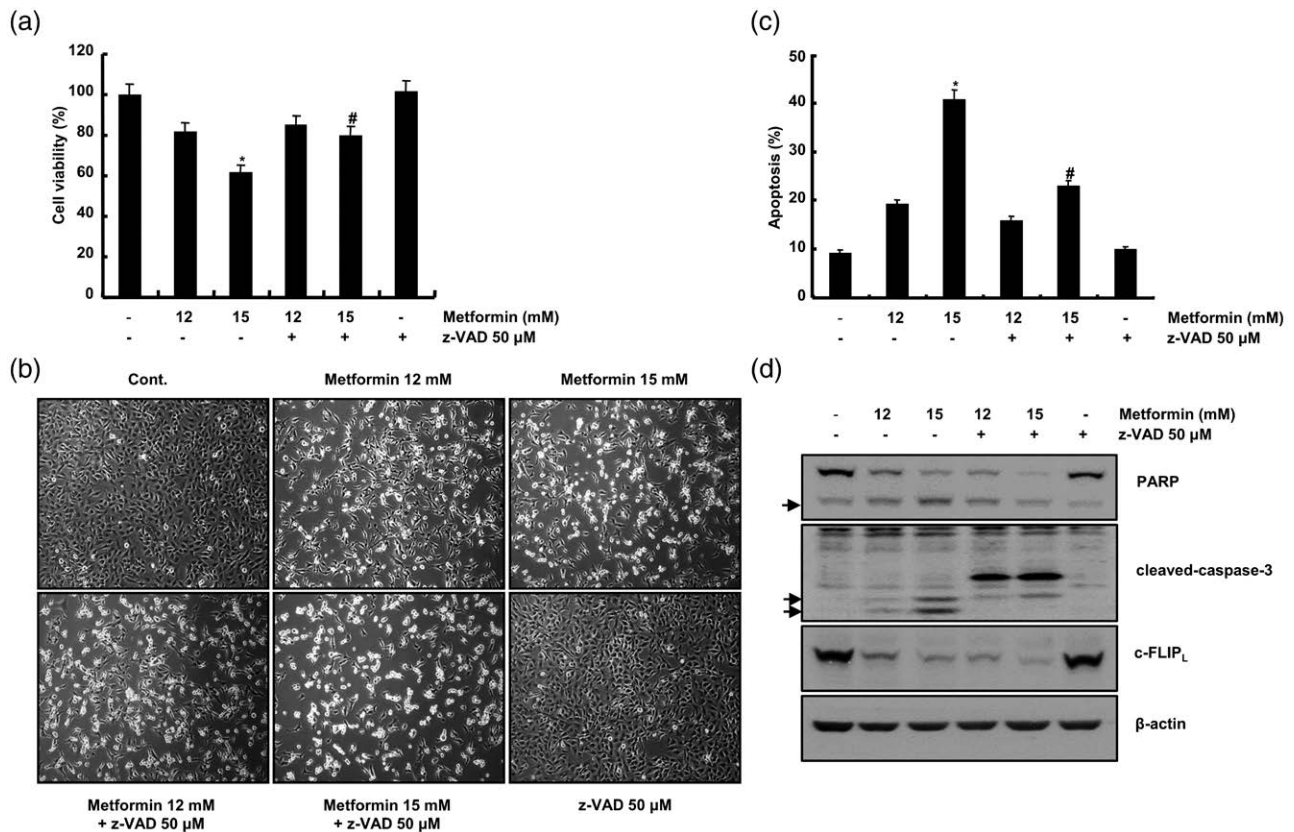 (a)
120
100
80
60
40
20
0
Cell viability (%)
*
#
- 12 15 12 15 - Metformin (mM)
- - - + + + z-VAD 50 µM
(c)
50
40
30
20
10
0
Apoptosis (%)
*
#
- 12 15 12 15 - Metformin (mM)
- - - + + + z-VAD 50 µM
(b)
Cont. Metformin 12 mM Metformin 15 mM
Metformin 12 mM
+ z-VAD 50 µM
Metformin 15 mM
+ z-VAD 50 µM
z-VAD 50 µM
(d)
- 12 15 12 15 - Metformin (mM)
- - - + + + z-VAD 50 µM
PARP
cleaved-caspase-3
c-FLIPL
β-actin